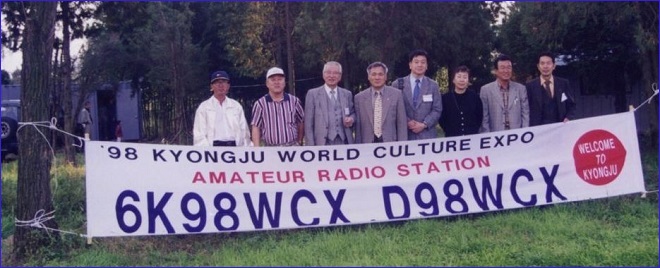 '98 KYONGJU WORLD CULTURE EXPO
AMATEUR RADIO STATION
6K98WCX D98WCX
WELCOME
TO
KYONGJU